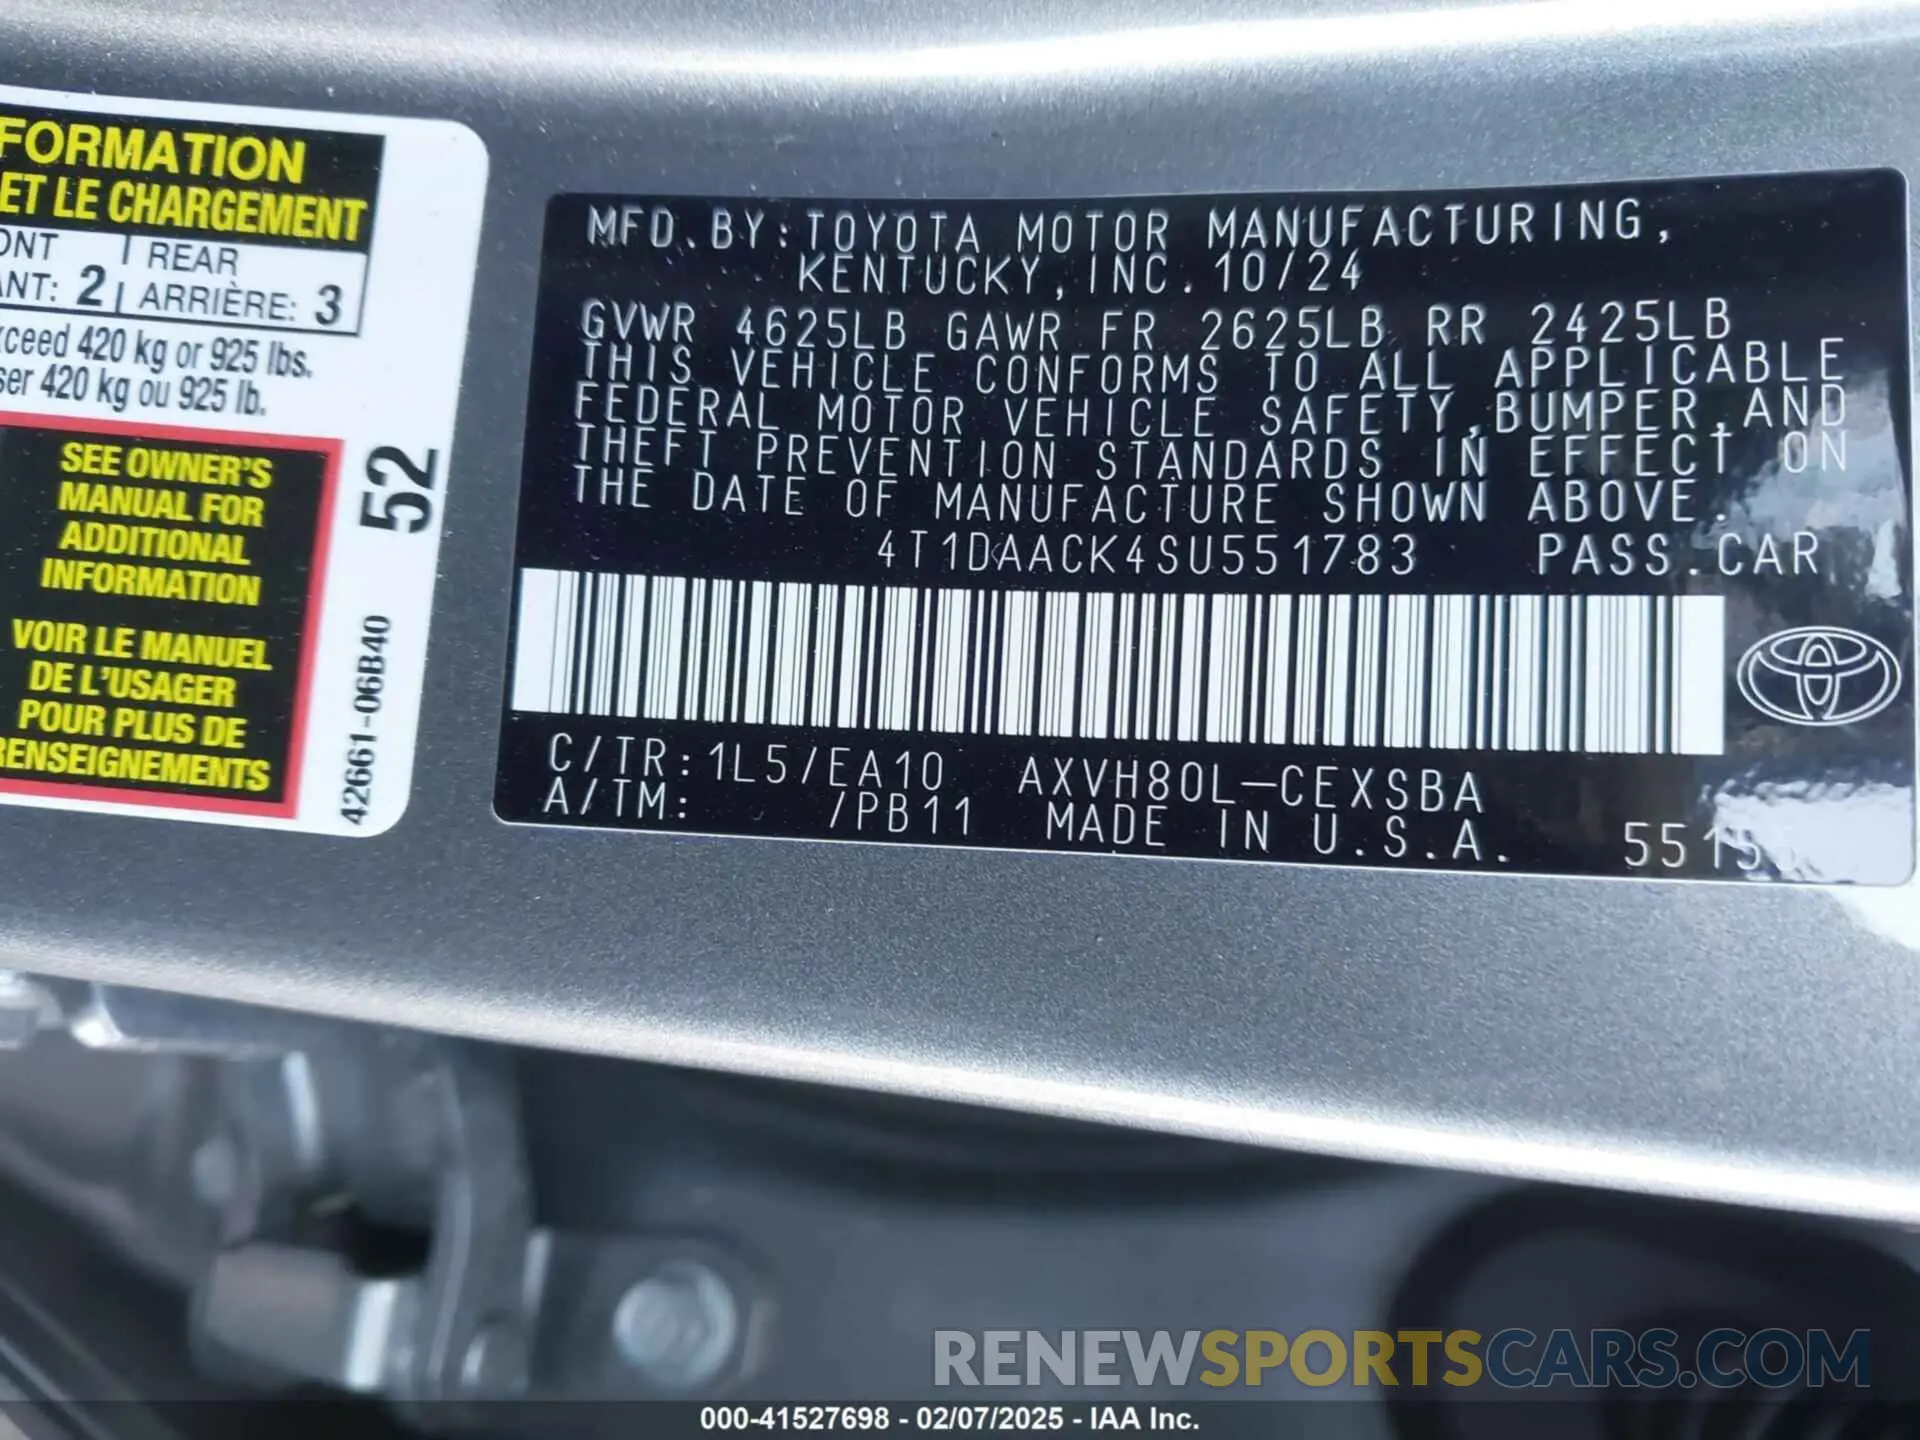 FORMATION
ET LE CHARGEMENT
REAR
2 ARRIÈRE: 3
420 kg or 925 lbs.
420 kg ou 925 lb.
SEE OWNER'S
MANUAL FOR
ADDITIONAL
INFORMATION
VOIR LE MANUEL
DE L'USAGER
POUR PLUS DE
RENSEIGNEMENTS
52
42661-06B40
MFD.BY:TOYOTA MOTOR MANUFACTURING,
KENTUCKY,INC.10/24
GVWR 4625LB GAWR FR 2625LB RR 2425LB
THIS VEHICLE CONFORMS TO ALL APPLICABLE
FEDERAL MOTOR VEHICLE SAFETY,BUMPER,AND
THEFT PREVENTION STANDARDS IN EFFECT ON
THE DATE OF MANUFACTURE SHOWN ABOVE.
4T1DAACK4SU551783 PASS.CAR
C/TR:1L5/EA10 AXVH80L-CEXSBA
A/TM: /PB11 MADE IN U.S.A.
RENEWSPORTSCARS.COM
000-41527698 - 02/07/2025 - IAA Inc.